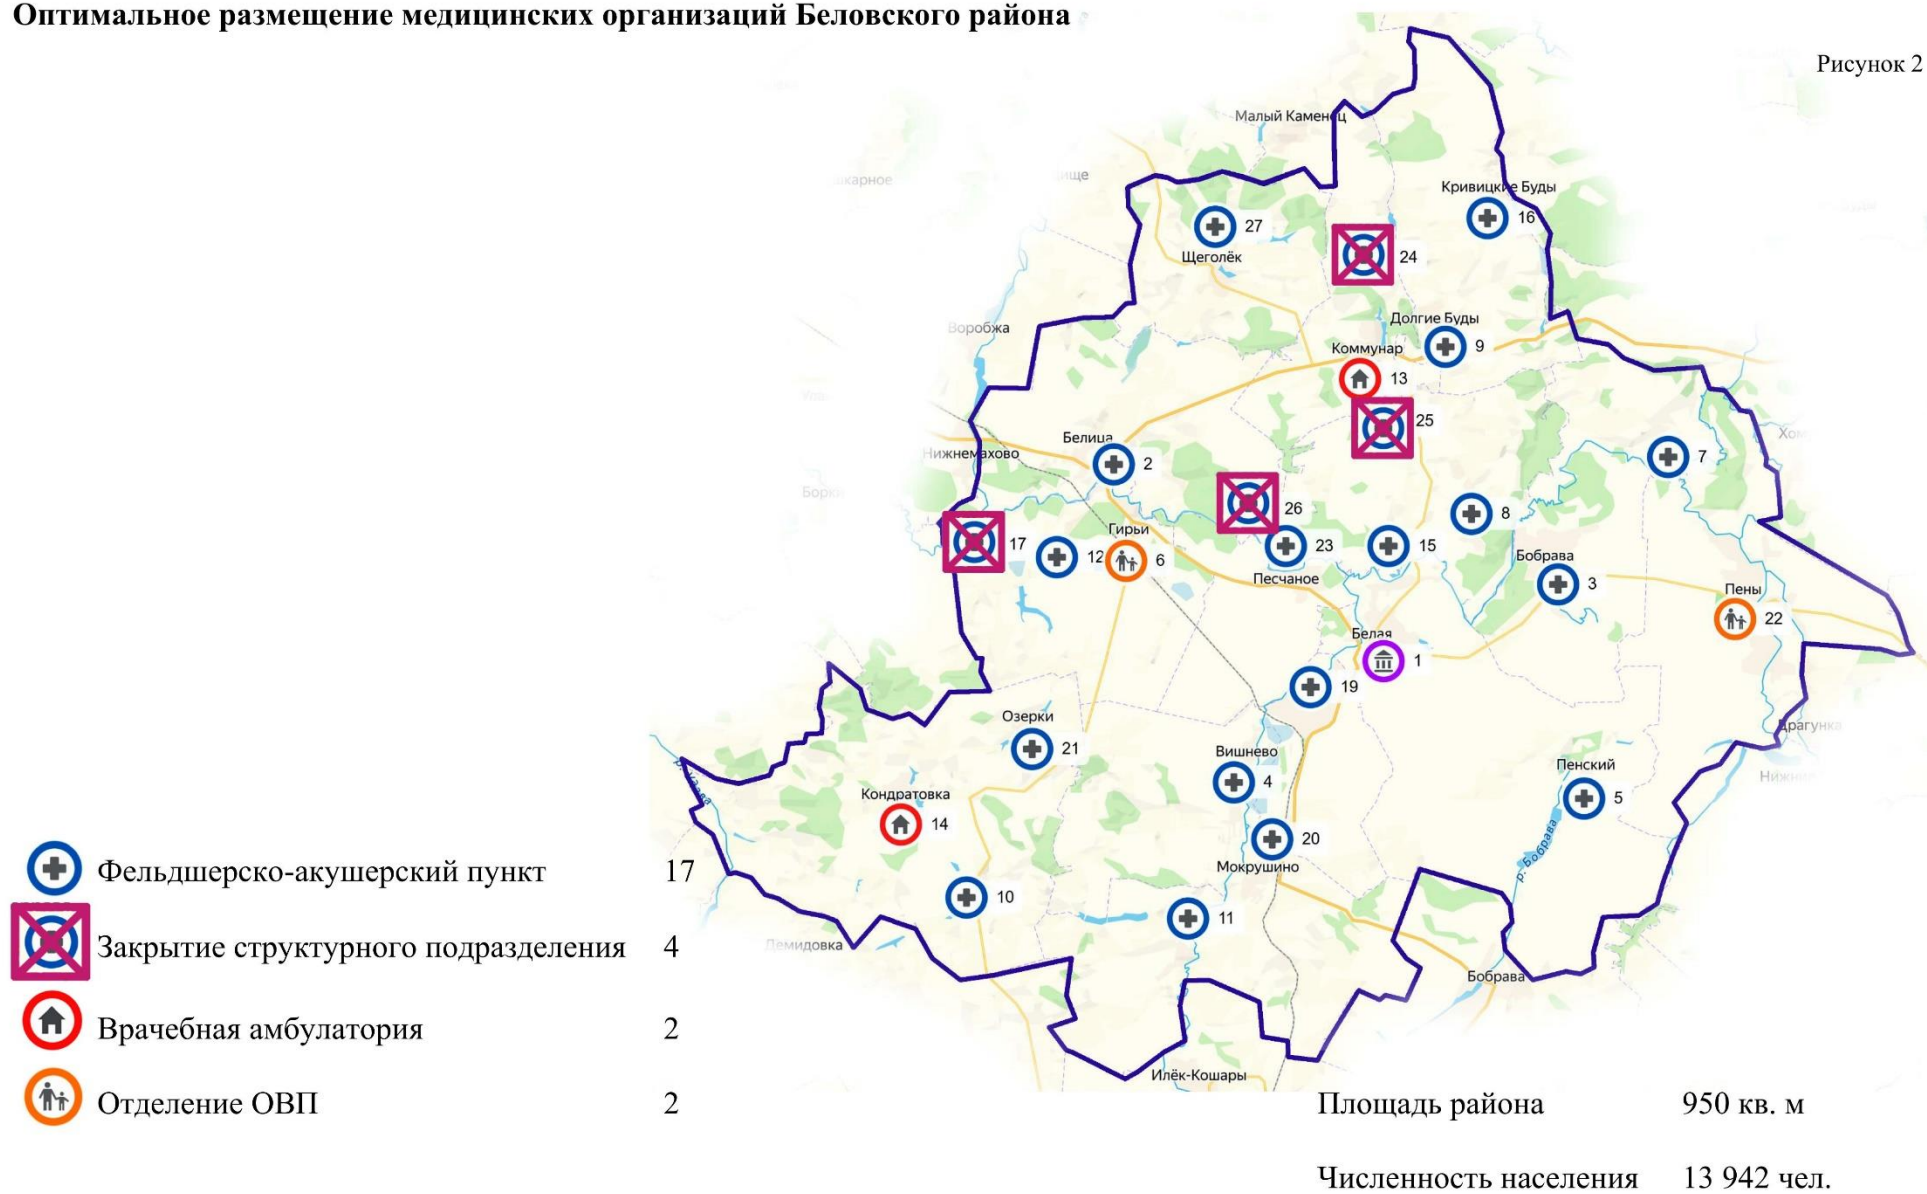 Оптимальное размещение медицинских организаций Беловского района
Рисунок 2
Малый Каменец
Кривицкие Буды
16
27
Щеголёк
24
Воробжа
Долгие Буды
9
Коммунар
13
25
Белица
2
Нижнемахово
7
26
8
Гирьи
17
12
6
23
15
Песчаное
Бобрава
3
Пены
22
Белая
1
19
Озерки
21
Драгунка
Вишнево
4
Пенский
5
р. Бобрава
Кондратовка
14
20
Мокрушино
10
11
Демидовка
Бобрава
Илёк-Кошары
Фельдшерско-акушерский пункт 17
Закрытие структурного подразделения 4
Врачебная амбулатория 2
Отделение ОВП 2
Площадь района 950 кв. м
Численность населения 13 942 чел.